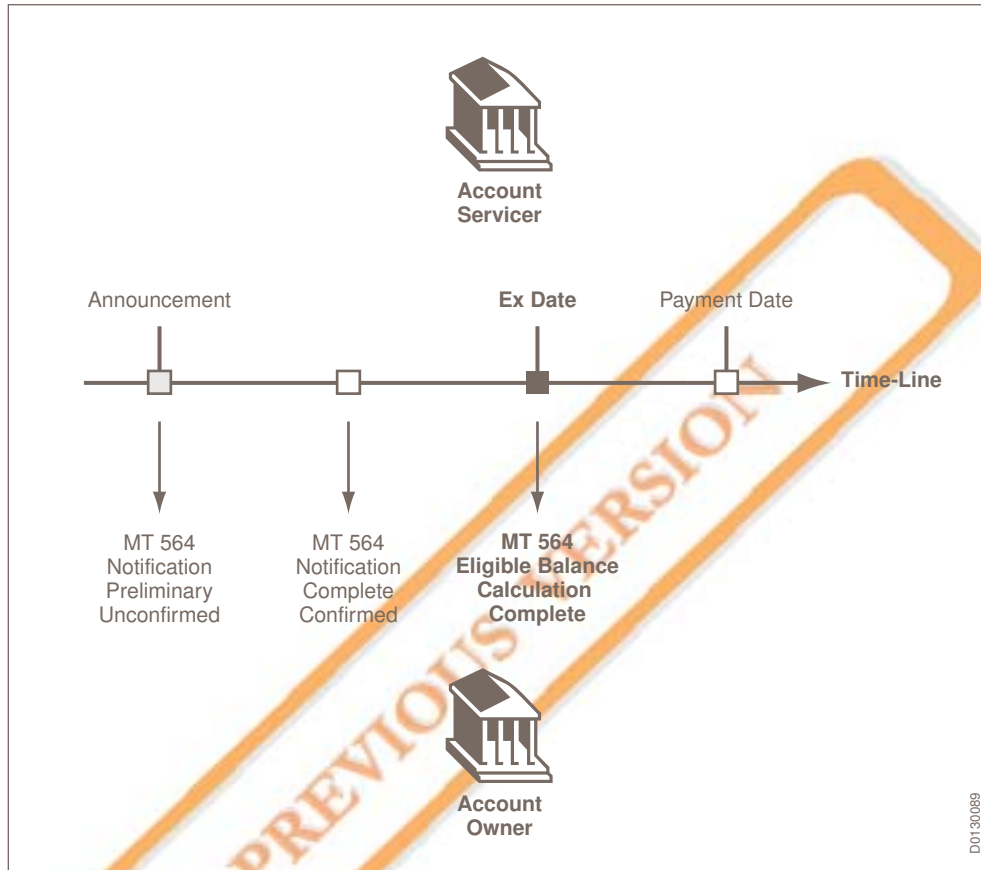 Account
Servicer
Announcement
Ex Date
Payment Date
Time-Line
MT 564
Notification
Preliminary
Unconfirmed
MT 564
Notification
Complete
Confirmed
MT 564
Eligible Balance
Calculation
Complete
PREVIOUS VERSION
Account
Owner
D0130089